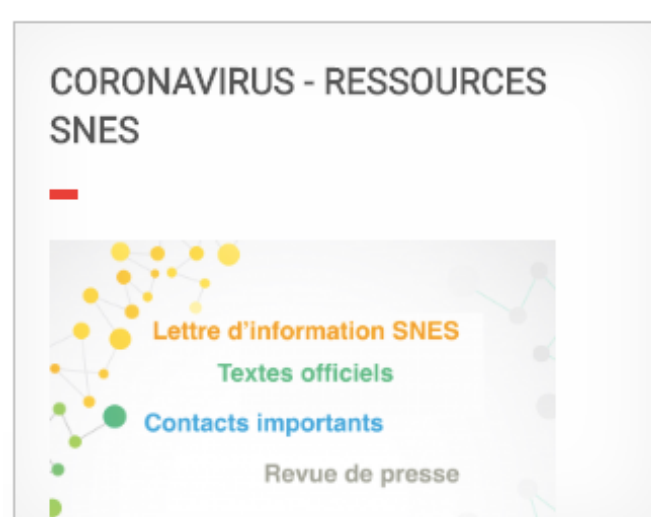 CORONAVIRUS - RESSOURCES
SNES
Lettre d'information SNES
Textes officiels
Contacts importants
Revue de presse